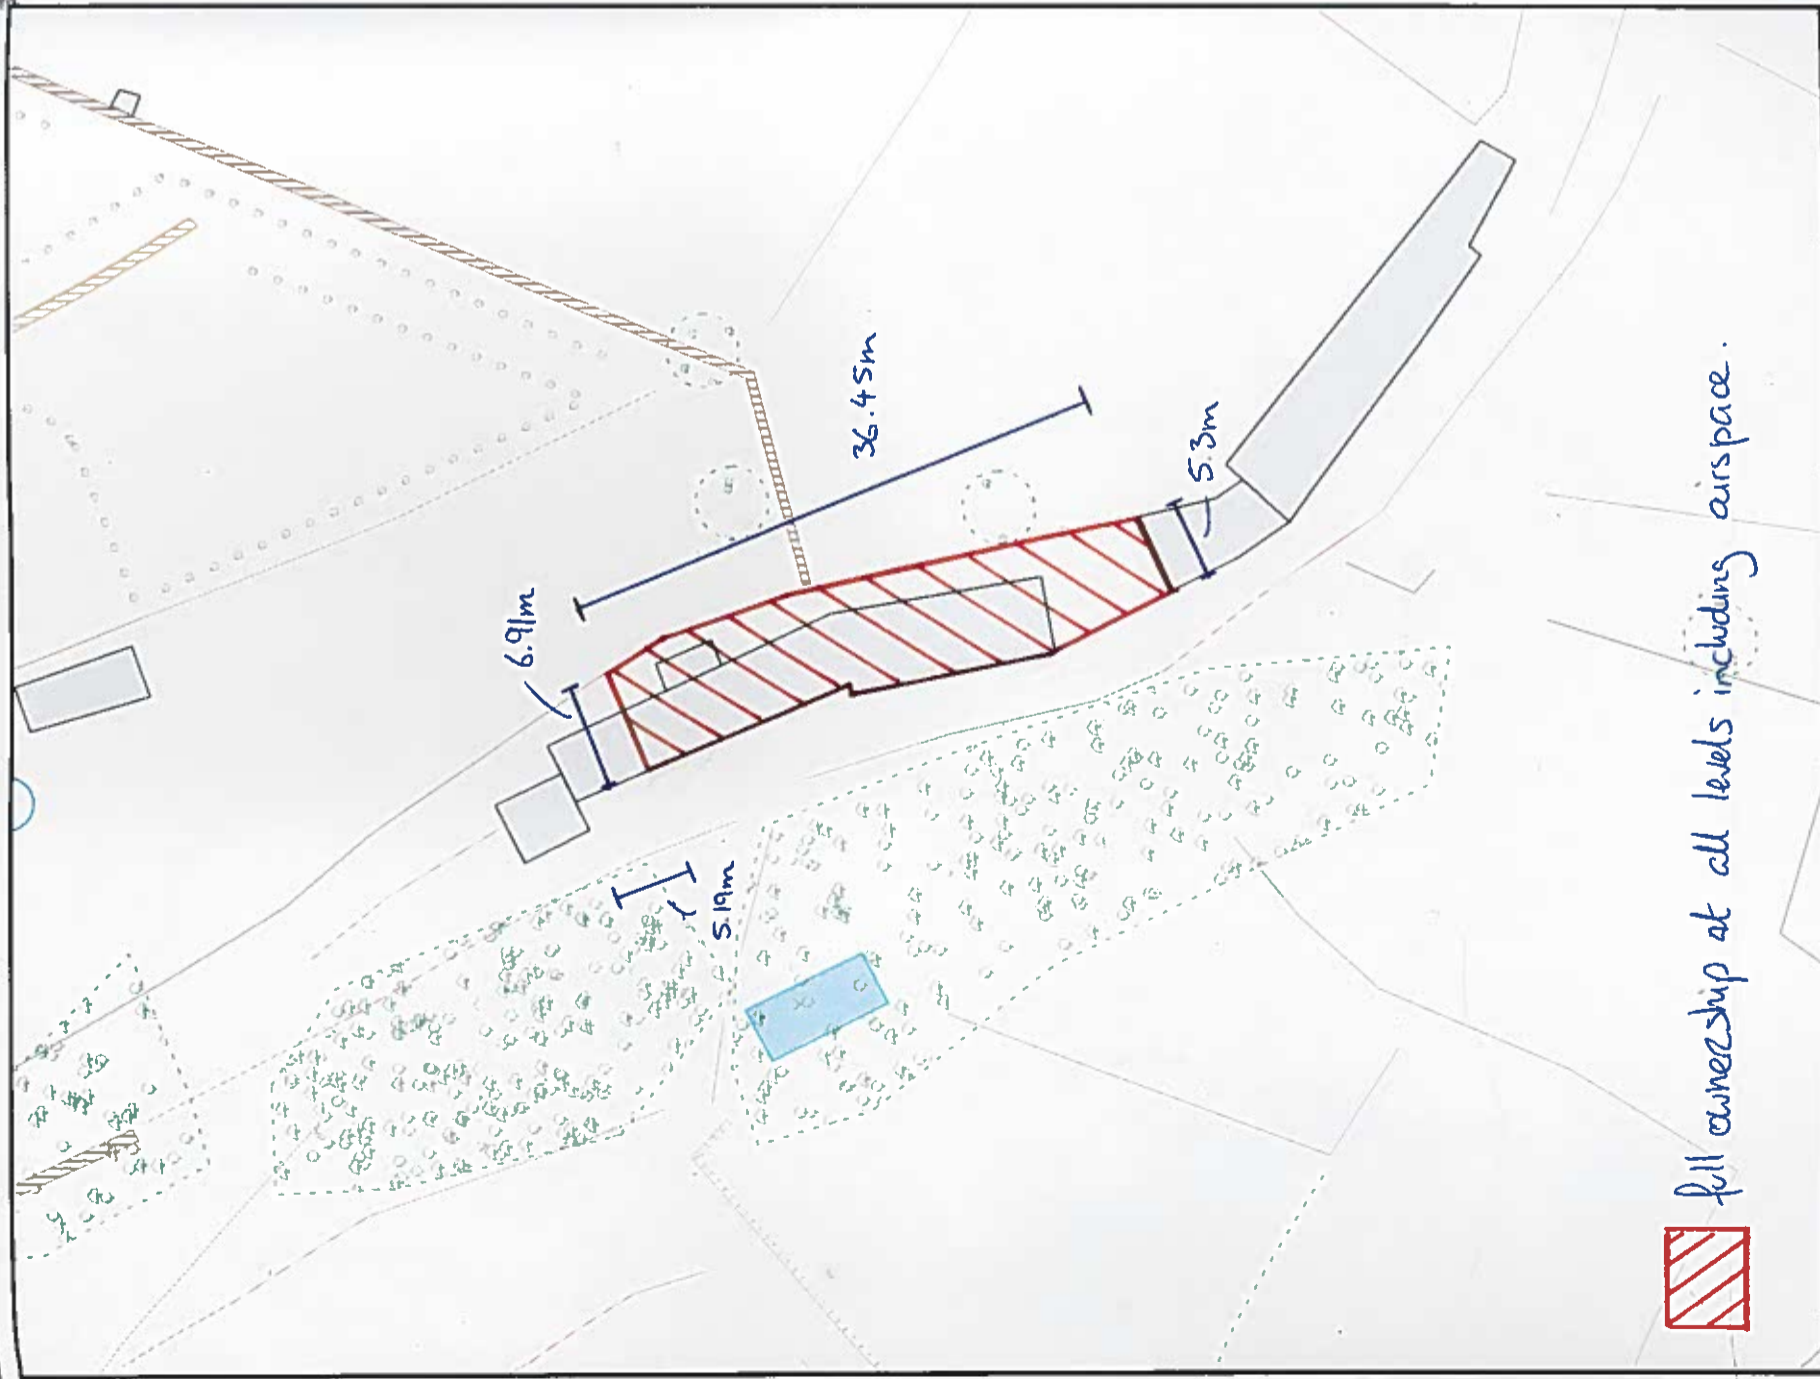 36.45m
5.3m
6.91m
5.19m
full ownership at all levels including airspace.